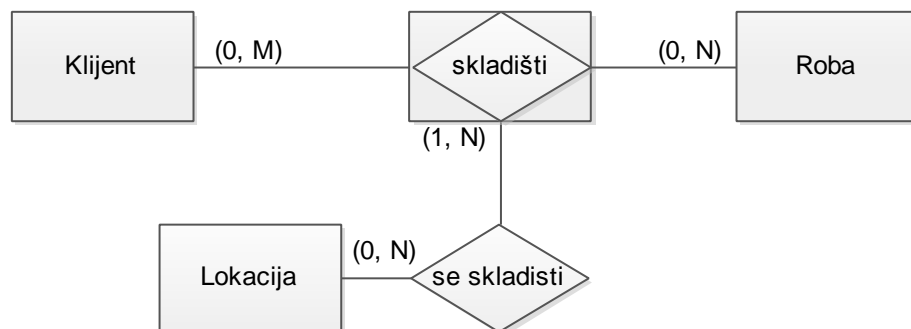 Klijent
(0, M)
skladišti
(0, N)
Roba
(1, N)
Lokacija
(0, N)
se skladisti